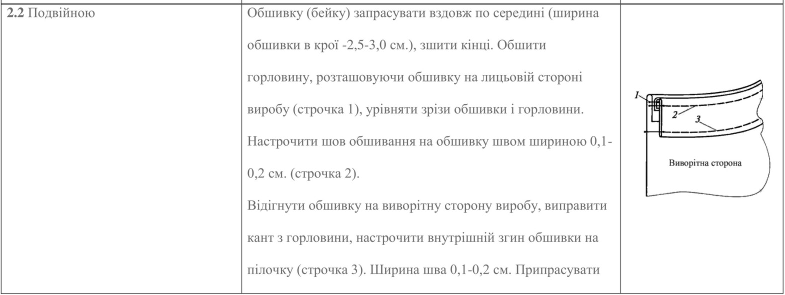 2.2 Подвійною
Обшивку (бейку) запрасувати вздовж по середині (ширина
обшивки в крої -2,5-3,0 см.), зшити кінці. Обшити
горловину, розташовуючи обшивку на лицьовій стороні
виробу (строчка 1), урівняти зрізи обшивки і горловини.
Настрочити шов обшивання на обшивку швом шириною 0,1-
0,2 см. (строчка 2).
Відігнути обшивку на виворітну сторону виробу, виправити
кант з горловини, настрочити внутрішній згин обшивки на
пілочку (строчка 3). Ширина шва 0,1-0,2 см. Припрасувати
1
2
3
Виворітна сторона